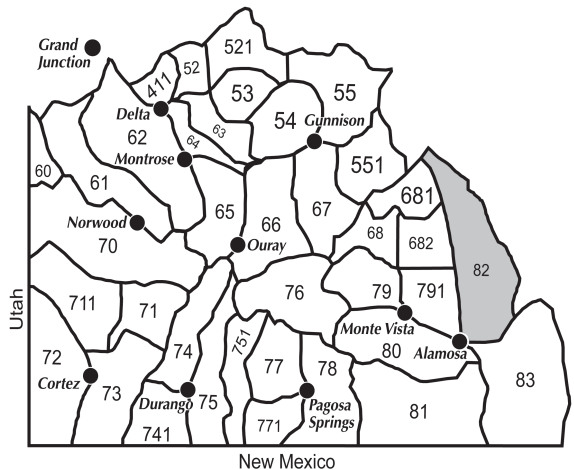 521
Grand
Junction
52
411
55
53
Delta
54
Gunnison
62
63
64
Montrose
551
60
61
681
65
66
67
Norwood
70
Ouray
68
682
82
76
79
791
711
71
Monte Vista
Utah
751
72
74
77
78
80
Alamosa
Cortez
73
Durango
75
Pagosa
Springs
81
83
741
771
New Mexico